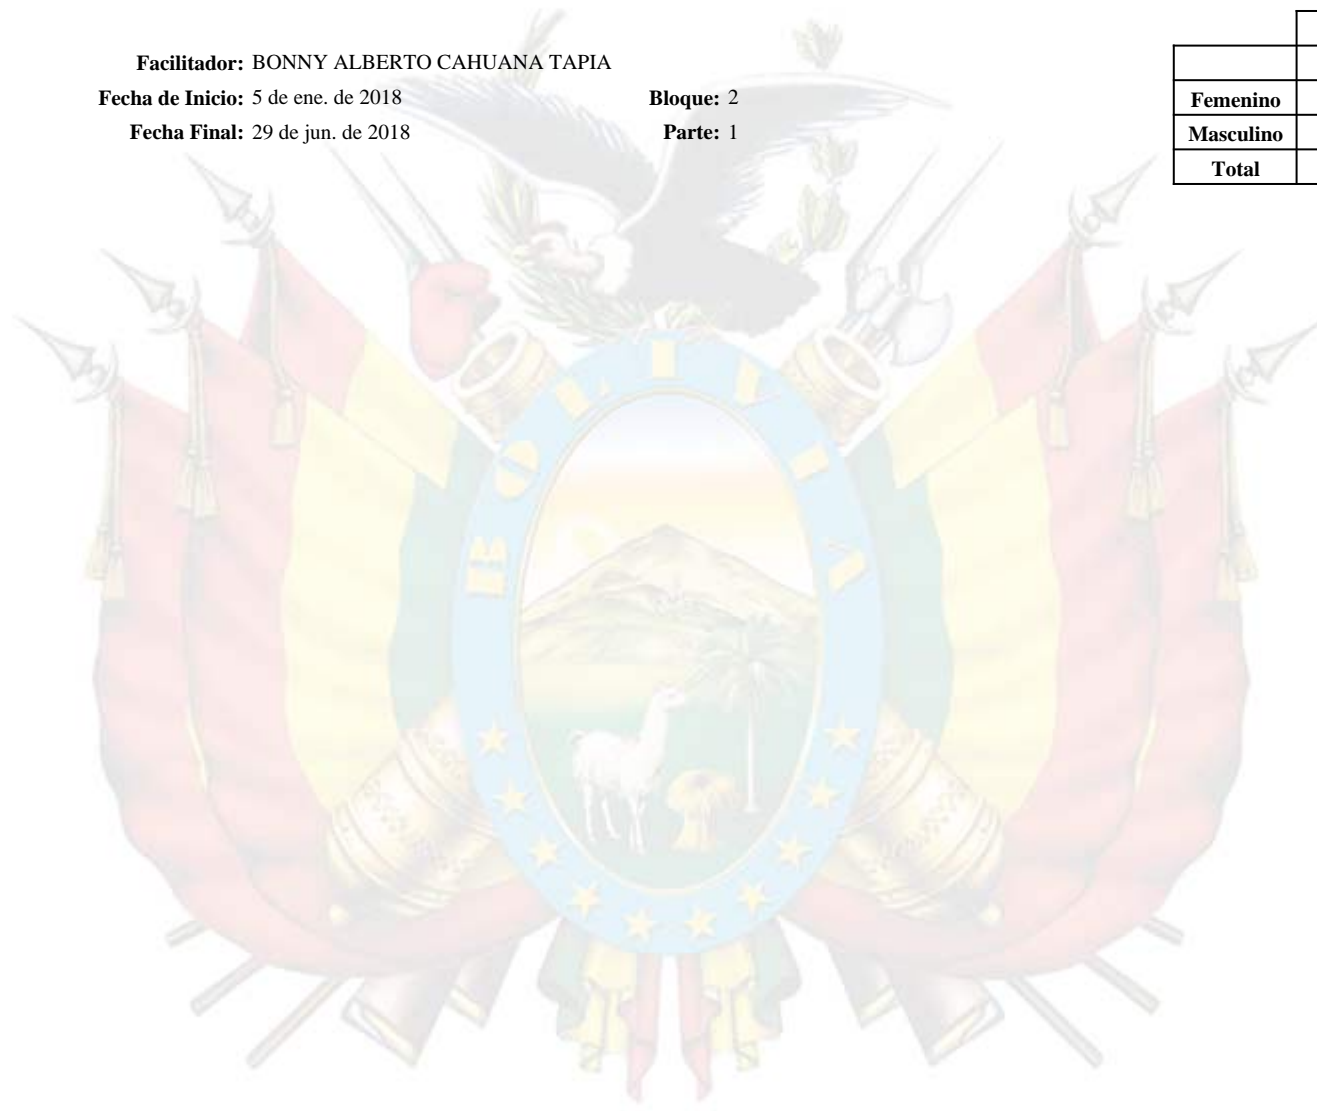 Facilitador: BONNY ALBERTO CAHUANA TAPIA
Fecha de Inicio: 5 de ene. de 2018 Bloque: 2
Fecha Final: 29 de jun. de 2018 Parte: 1
Femenino
Masculino
Total
BOLIVIA